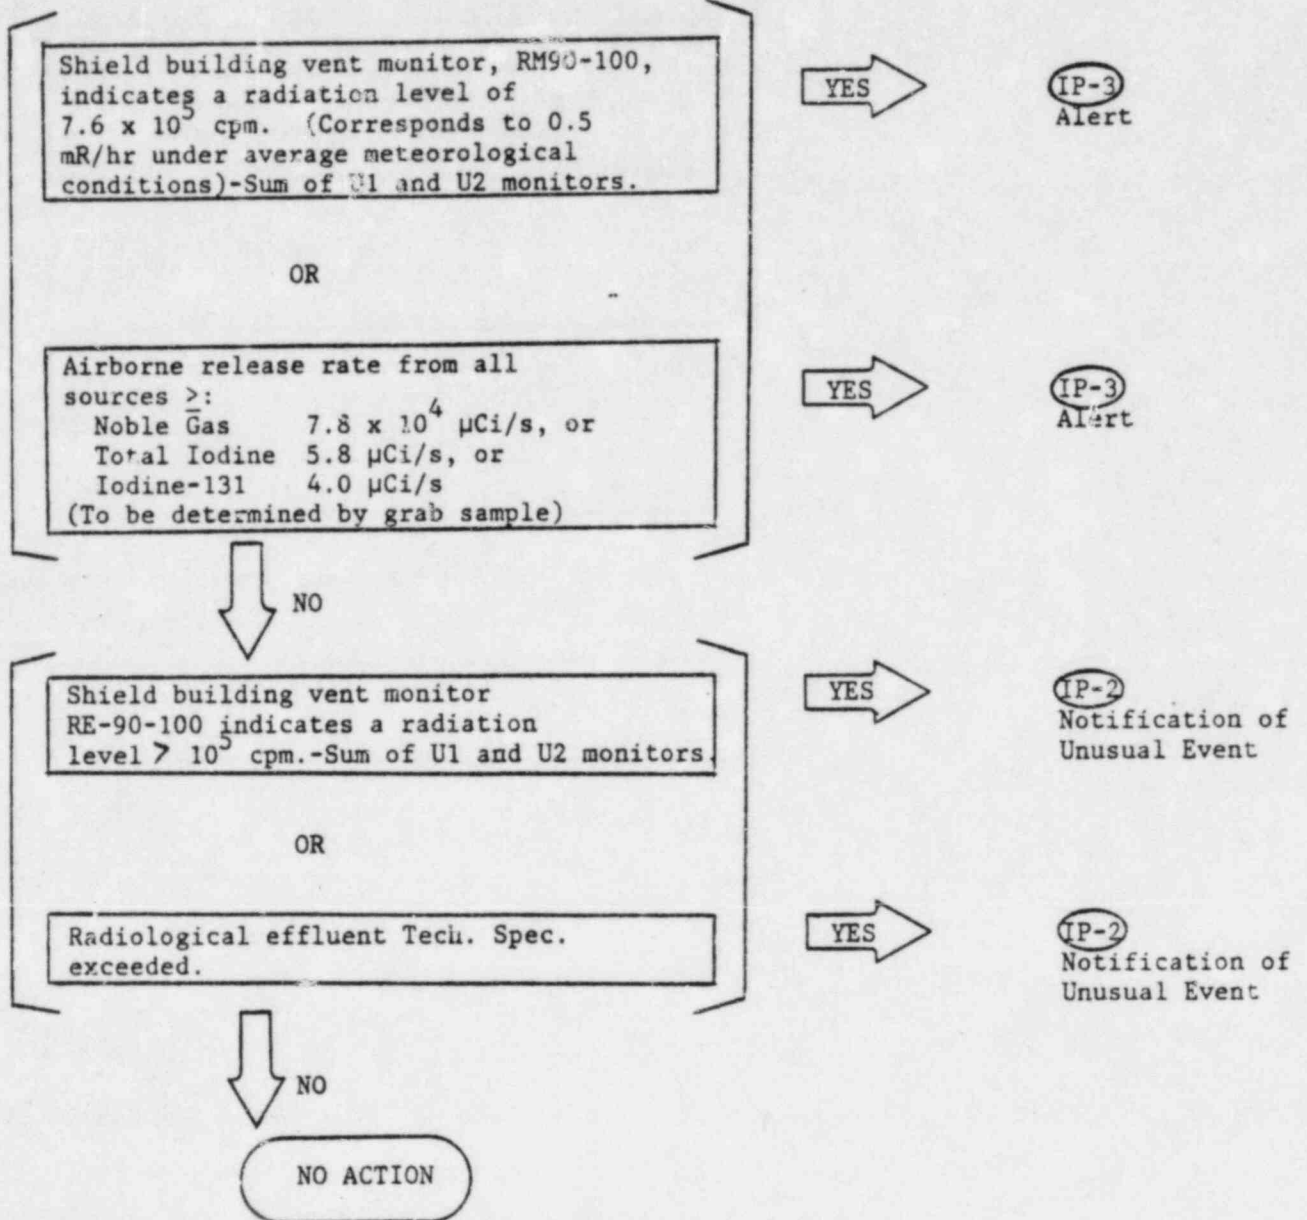 Shield building vent monitor, RM90-100,
indicates a radiation level of
7.6 x 10^5 cpm. (Corresponds to 0.5
mR/hr under average meteorological
conditions)-Sum of U1 and U2 monitors.
YES
IP-3
Alert
OR
Airborne release rate from all
sources ≥:
Noble Gas 7.8 x 10^4 µCi/s, or
Total Iodine 5.8 µCi/s, or
Iodine-131 4.0 µCi/s
(To be determined by grab sample)
YES
IP-3
Alert
NO
Shield building vent monitor
RE-90-100 indicates a radiation
level > 10^5 cpm.-Sum of U1 and U2 monitors.
YES
IP-2
Notification of
Unusual Event
OR
Radiological effluent Tech. Spec.
exceeded.
YES
IP-2
Notification of
Unusual Event
NO
NO ACTION